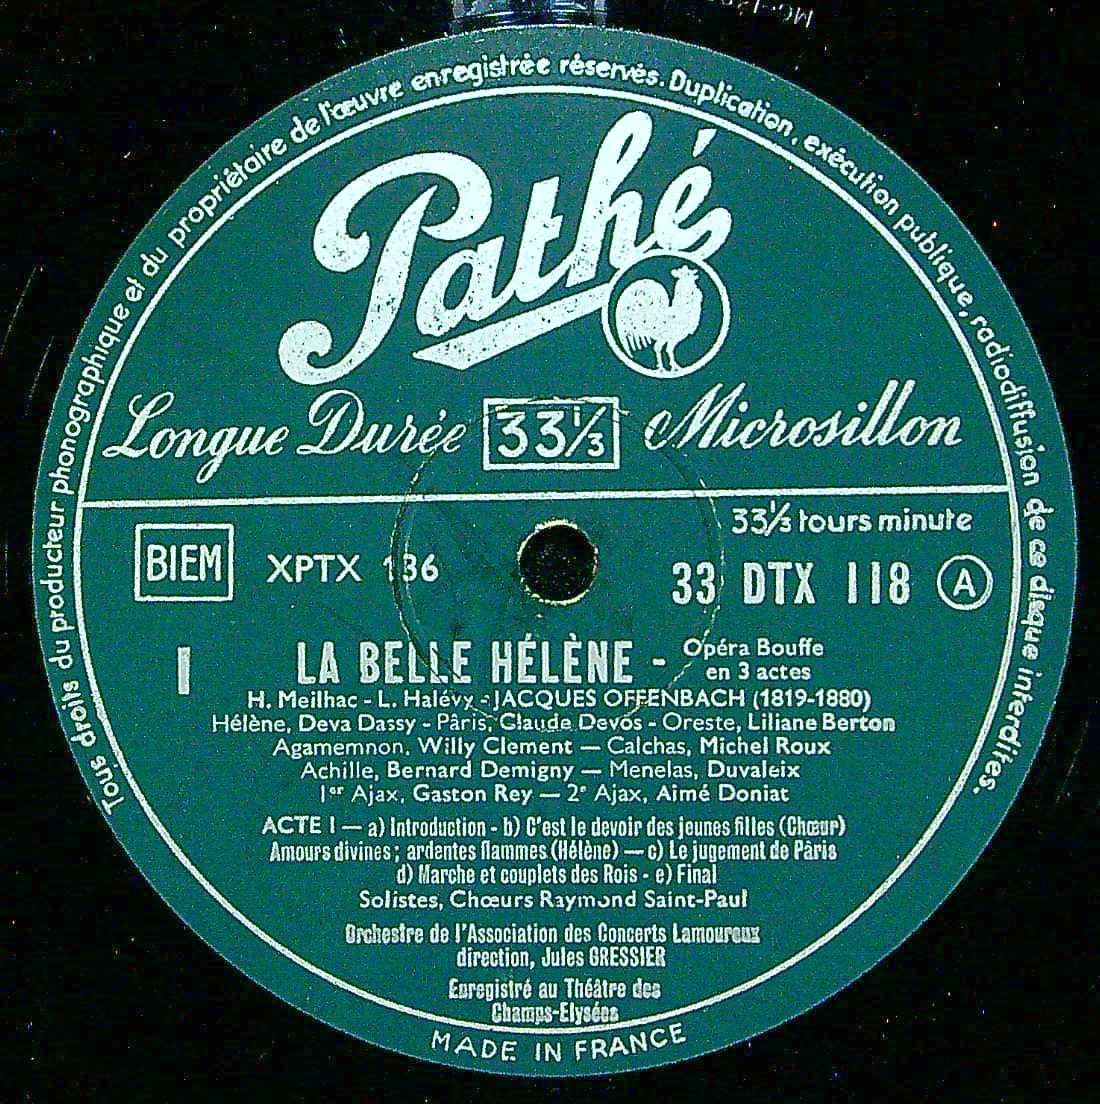 Tous droits du producteur phonographique et du propriétaire de l'œuvre enregistrée réservés. Duplication, exécution publique, radiodiffusion de ce disque interdites.
Pathé
Longue Durée 33⅓ Microsillon
33⅓ tours minute
BIEM XPTX 136 33 DTX 118 A
I LA BELLE HÉLÈNE - Opéra Bouffe
en 3 actes
H. Meilhac - L. Halévy - JACQUES OFFENBACH (1819-1880)
Hélène, Deva Dassy - Pâris, Claude Devos - Oreste, Liliane Berton
Agamemnon, Willy Clement — Calchas, Michel Roux
Achille, Bernard Demigny — Menelas, Duvaleix
1er Ajax, Gaston Rey — 2e Ajax, Aimé Doniat
ACTE I — a) Introduction - b) C'est le devoir des jeunes filles (Chœur)
Amours divines ; ardentes flammes (Hélène) — c) Le jugement de Pâris
d) Marche et couplets des Rois - e) Final
Solistes, Chœurs Raymond Saint-Paul
Orchestre de l'Association des Concerts Lamoureux
direction, Jules GRESSIER
Enregistré au Théâtre des
Champs-Elysées
MADE IN FRANCE